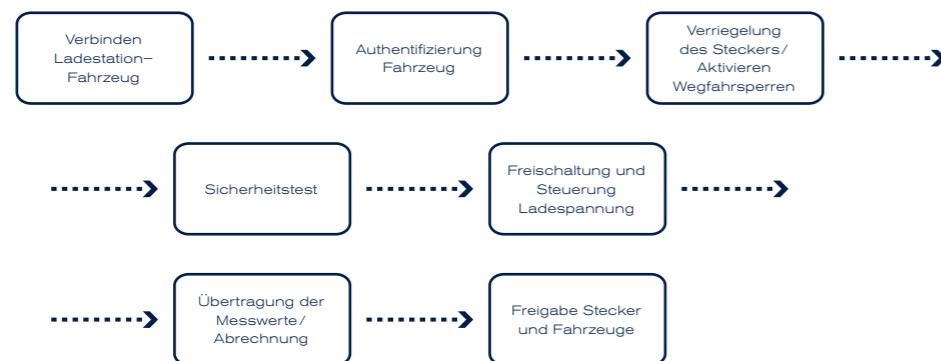 Verbinden
Ladestation–
Fahrzeug
Authentifizierung
Fahrzeug
Verriegelung
des Steckers/
Aktivieren
Wegfahrsperren
Sicherheitstest
Freischaltung und
Steuerung
Ladespannung
Übertragung der
Messwerte/
Abrechnung
Freigabe Stecker
und Fahrzeuge